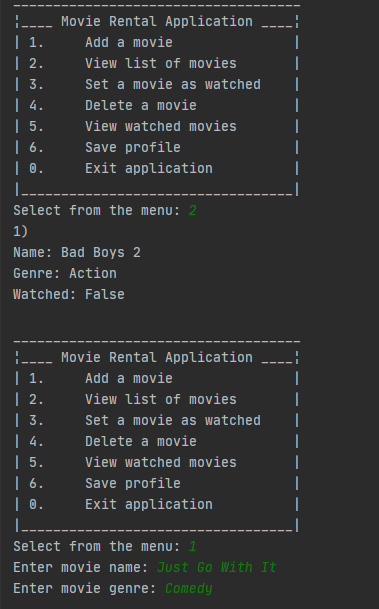 ____________________________________
¦____ Movie Rental Application ____¦
| 1.     Add a movie               |
| 2.     View list of movies       |
| 3.     Set a movie as watched    |
| 4.     Delete a movie            |
| 5.     View watched movies       |
| 6.     Save profile              |
| 0.     Exit application          |
|__________________________________|
Select from the menu: 2
1)
Name: Bad Boys 2
Genre: Action
Watched: False
____________________________________
¦____ Movie Rental Application ____¦
| 1.     Add a movie               |
| 2.     View list of movies       |
| 3.     Set a movie as watched    |
| 4.     Delete a movie            |
| 5.     View watched movies       |
| 6.     Save profile              |
| 0.     Exit application          |
|__________________________________|
Select from the menu: 1
Enter movie name: Just Go With It
Enter movie genre: Comedy